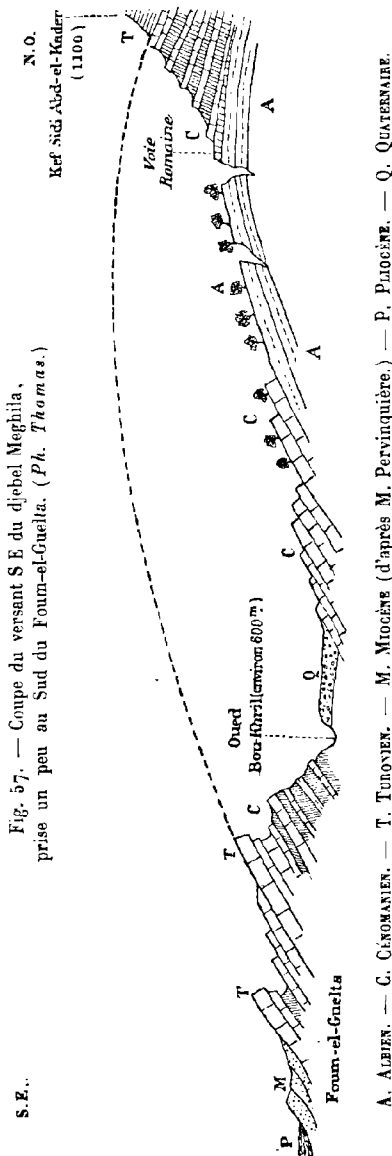 Fig. 57. — Coupe du versant S E du djebel Meghila,
prise un peu au Sud du Foum-el-Guelta. (Ph. Thomas.)
S.E.
N.O.
Kef Sidi Abd-el-Kader
(1100)
T
C
Voie
Romaine
A
A
A
C
C
Oued
Bou-Khril (environ 600m)
Q
C
T
T
M
P
Foum-el-Guelta
A. Albien. — C. Cénomanien. — T. Turonien. — M. Miocène (d'après M. Pervinquière.) — P. Pliocène. — Q. Quaternaire.